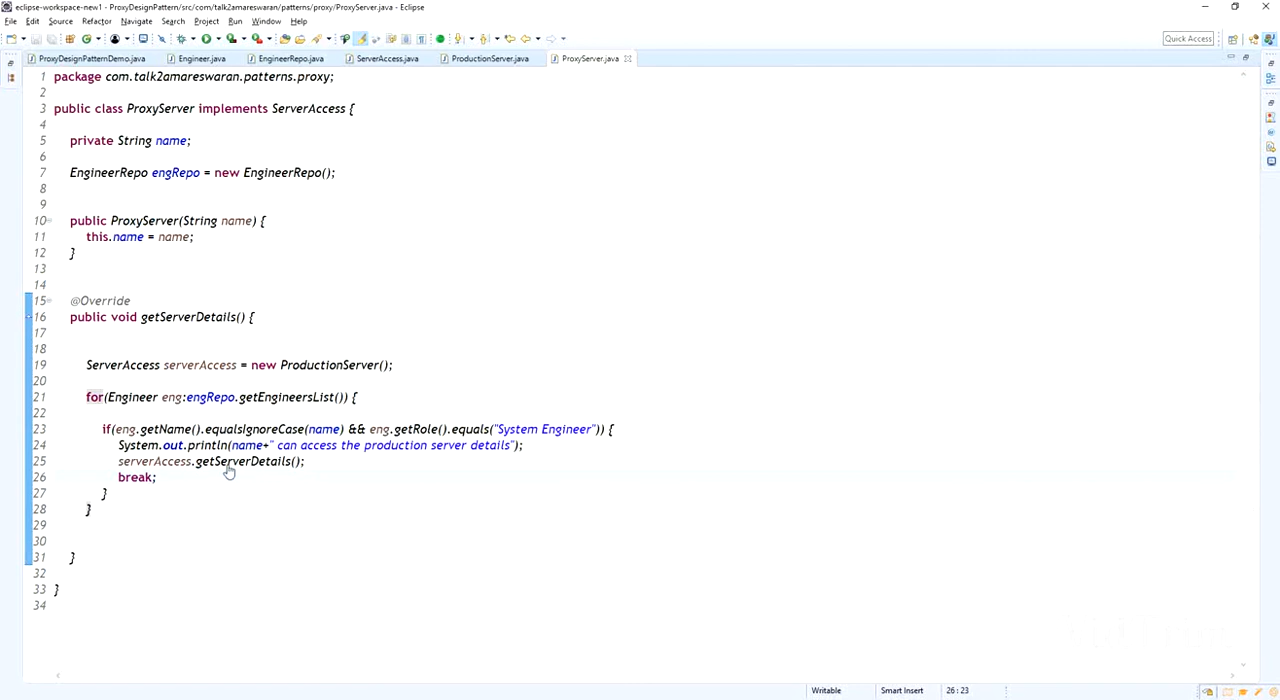 eclipse-workspace-new1 - ProxyDesignPattern/src/com/talk2amareswaran/patterns/proxy/ProxyServer.java - Eclipse
File Edit Source Refactor Navigate Search Project Run Window Help
Quick Access
ProxyDesignPatternDemo.java Engineer.java EngineerRepo.java ServerAccess.java ProductionServer.java ProxyServer.java
1 package com.talk2amareswaran.patterns.proxy;
2
3 public class ProxyServer implements ServerAccess {
4
5 private String name;
6
7 EngineerRepo engRepo = new EngineerRepo();
8
9
10 public ProxyServer(String name) {
11 this.name = name;
12 }
13
14
15 @Override
16 public void getServerDetails() {
17
18
19 ServerAccess serverAccess = new ProductionServer();
20
21 for(Engineer eng:engRepo.getEngineersList()) {
22
23 if(eng.getName().equalsIgnoreCase(name) && eng.getRole().equals("System Engineer")) {
24 System.out.println(name+" can access the production server details");
25 serverAccess.getServerDetails();
26 break;
27 }
28 }
29
30
31 }
32
33 }
34
Writable Smart Insert 26 : 23